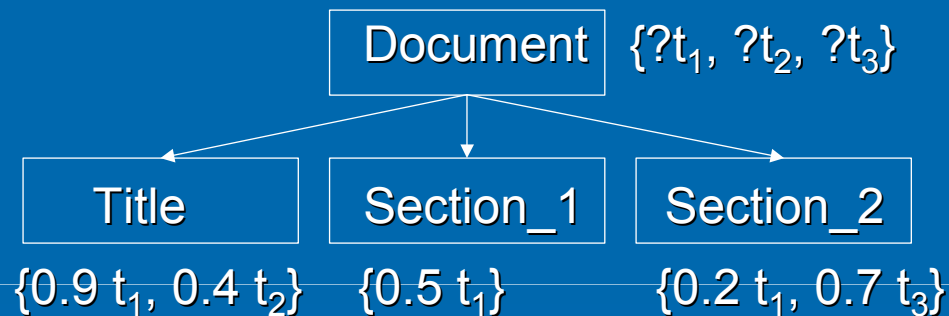 Document {?t₁, ?t₂, ?t₃}
Title Section_1 Section_2
{0.9 t₁, 0.4 t₂} {0.5 t₁} {0.2 t₁, 0.7 t₃}